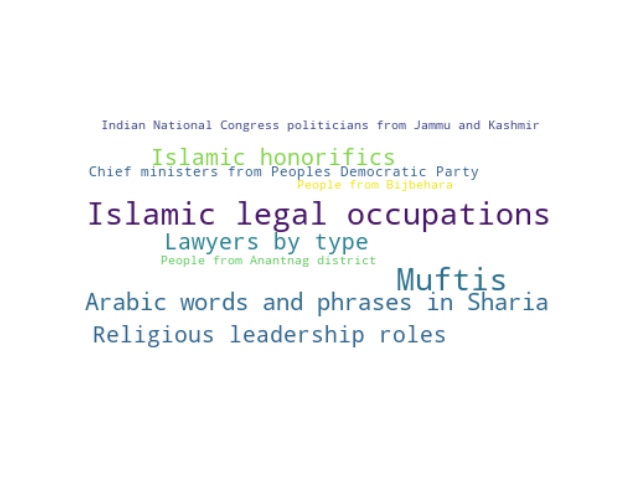 Indian National Congress politicians from Jammu and Kashmir
Islamic honorifics
Chief ministers from Peoples Democratic Party
People from Bijbehara
Islamic legal occupations
Lawyers by type
People from Anantnag district
Muftis
Arabic words and phrases in Sharia
Religious leadership roles